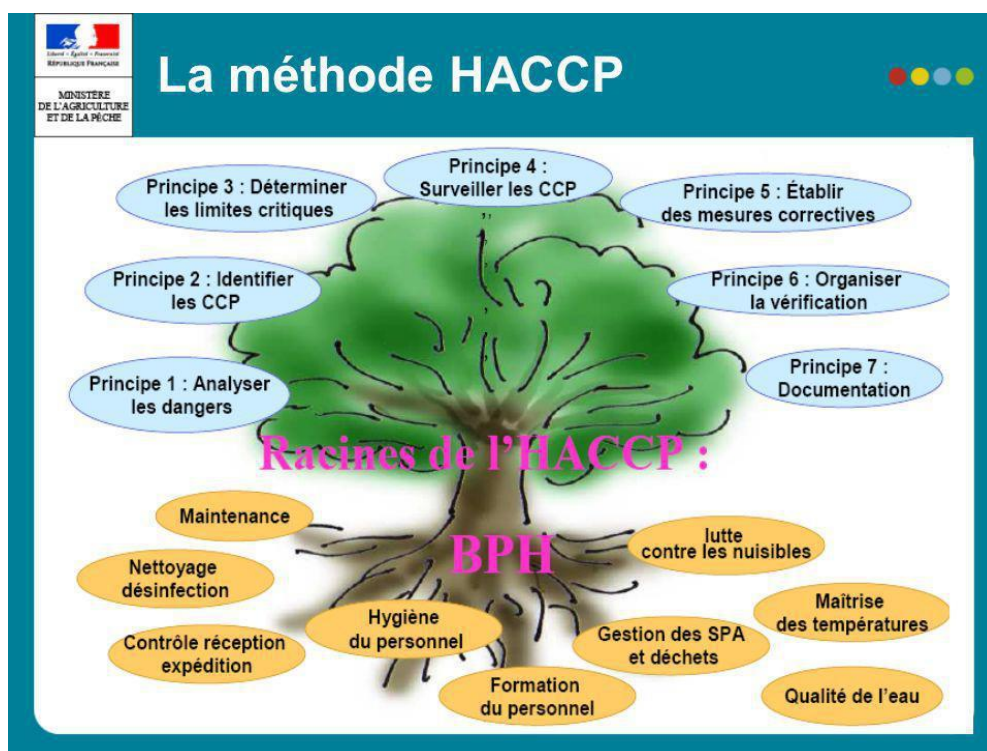 Liberté • Égalité • Fraternité
RÉPUBLIQUE FRANÇAISE
MINISTÈRE
DE L'AGRICULTURE
ET DE LA PÊCHE
La méthode HACCP
Principe 4 :
Surveiller les CCP
Principe 3 : Déterminer
les limites critiques
Principe 5 : Établir
des mesures correctives
Principe 2 : Identifier
les CCP
Principe 6 : Organiser
la vérification
Principe 1 : Analyser
les dangers
Principe 7 :
Documentation
Racines de l'HACCP :
BPH
Maintenance
lutte
contre les nuisibles
Nettoyage
désinfection
Maîtrise
des températures
Hygiène
du personnel
Contrôle réception
expédition
Gestion des SPA
et déchets
Formation
du personnel
Qualité de l'eau